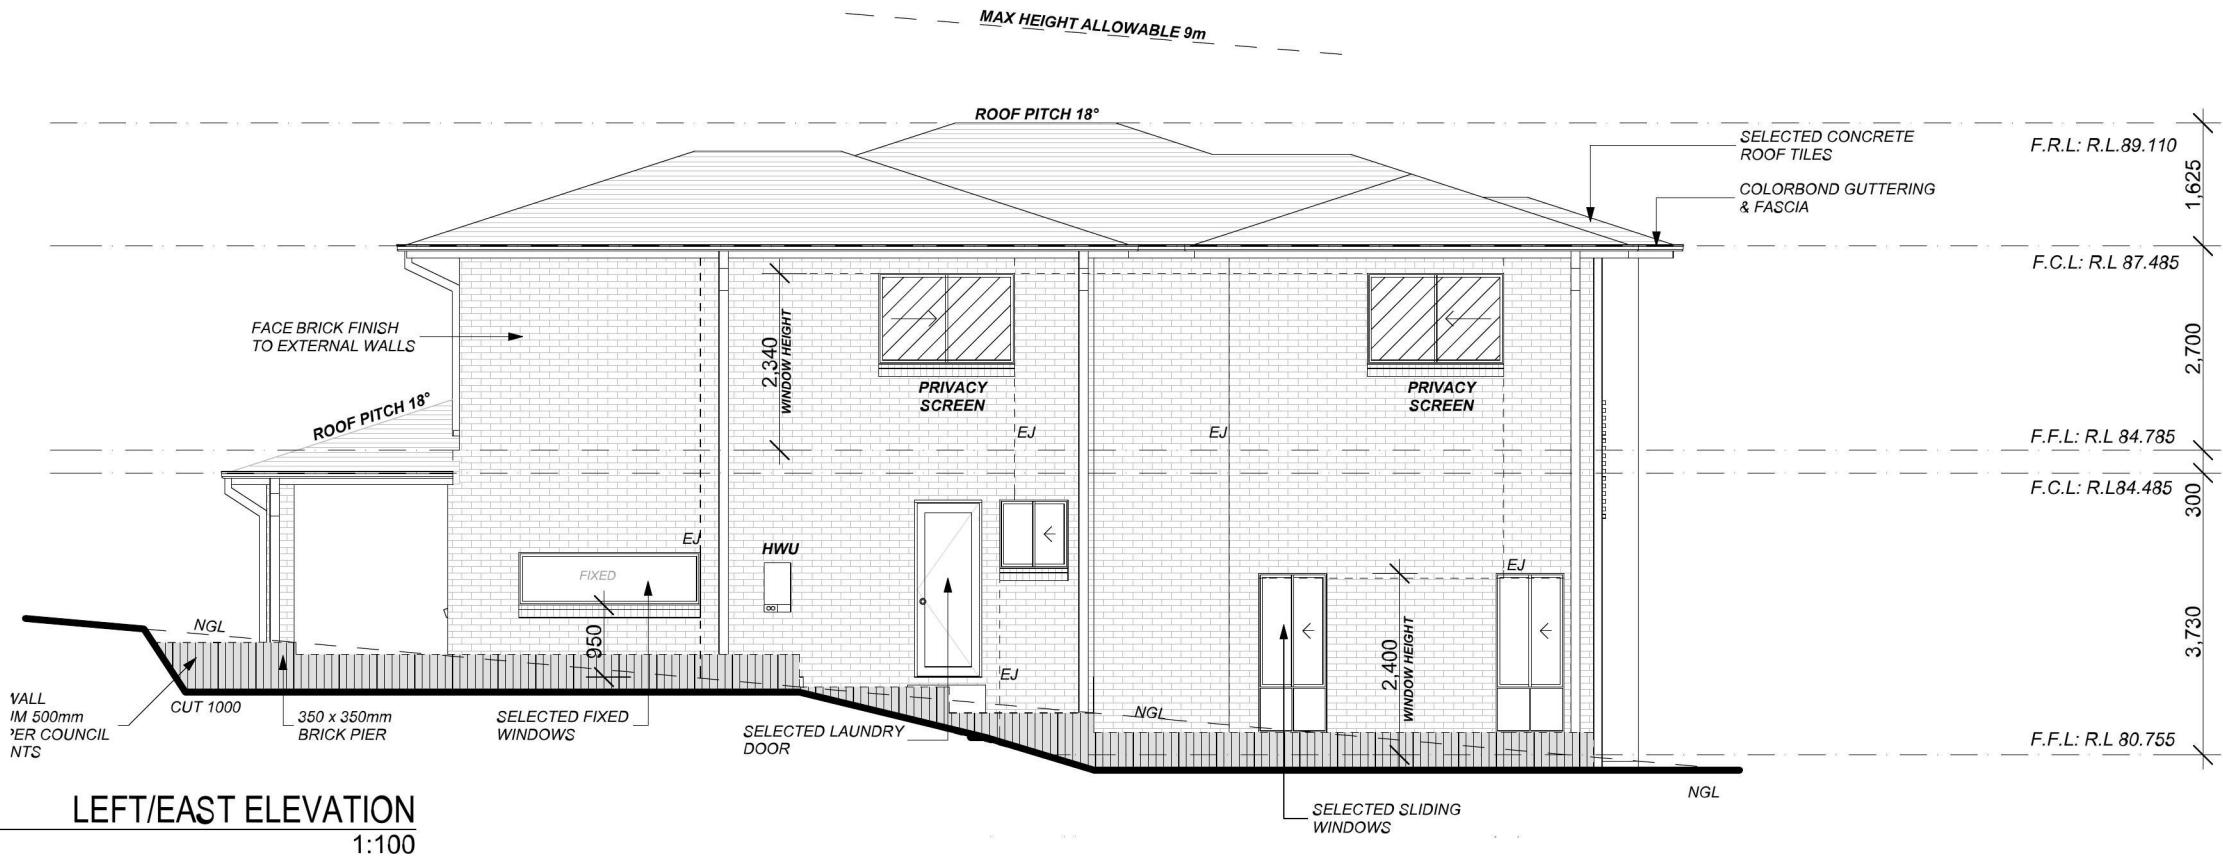 MAX HEIGHT ALLOWABLE 9m
ROOF PITCH 18°
SELECTED CONCRETE
ROOF TILES
F.R.L: R.L.89.110
1,625
COLORBOND GUTTERING
& FASCIA
F.C.L: R.L 87.485
FACE BRICK FINISH
TO EXTERNAL WALLS
2,340
WINDOW HEIGHT
PRIVACY
SCREEN
PRIVACY
SCREEN
2,700
ROOF PITCH 18°
EJ
EJ
F.F.L: R.L 84.785
F.C.L: R.L84.485
300
EJ
HWU
FIXED
EJ
NGL
950
2,400
WINDOW HEIGHT
3,730
EJ
WALL
IM 500mm
PER COUNCIL
NTS
CUT 1000
350 x 350mm
BRICK PIER
SELECTED FIXED
WINDOWS
SELECTED LAUNDRY
DOOR
NGL
F.F.L: R.L 80.755
NGL
SELECTED SLIDING
WINDOWS
LEFT/EAST ELEVATION
1:100